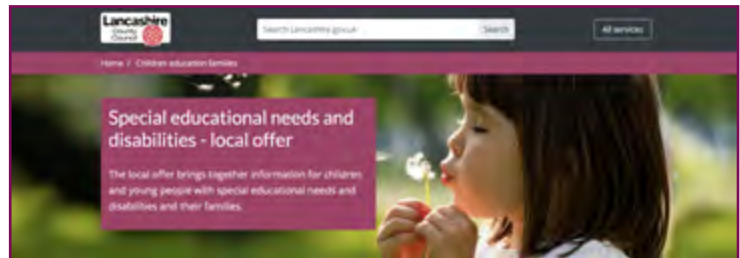 Lancashire
County
Council
Search Lancashire.gov.uk
Search
All services
Home / Children education families
Special educational needs and
disabilities - local offer
The local offer brings together information for children
and young people with special educational needs and
disabilities and their families.